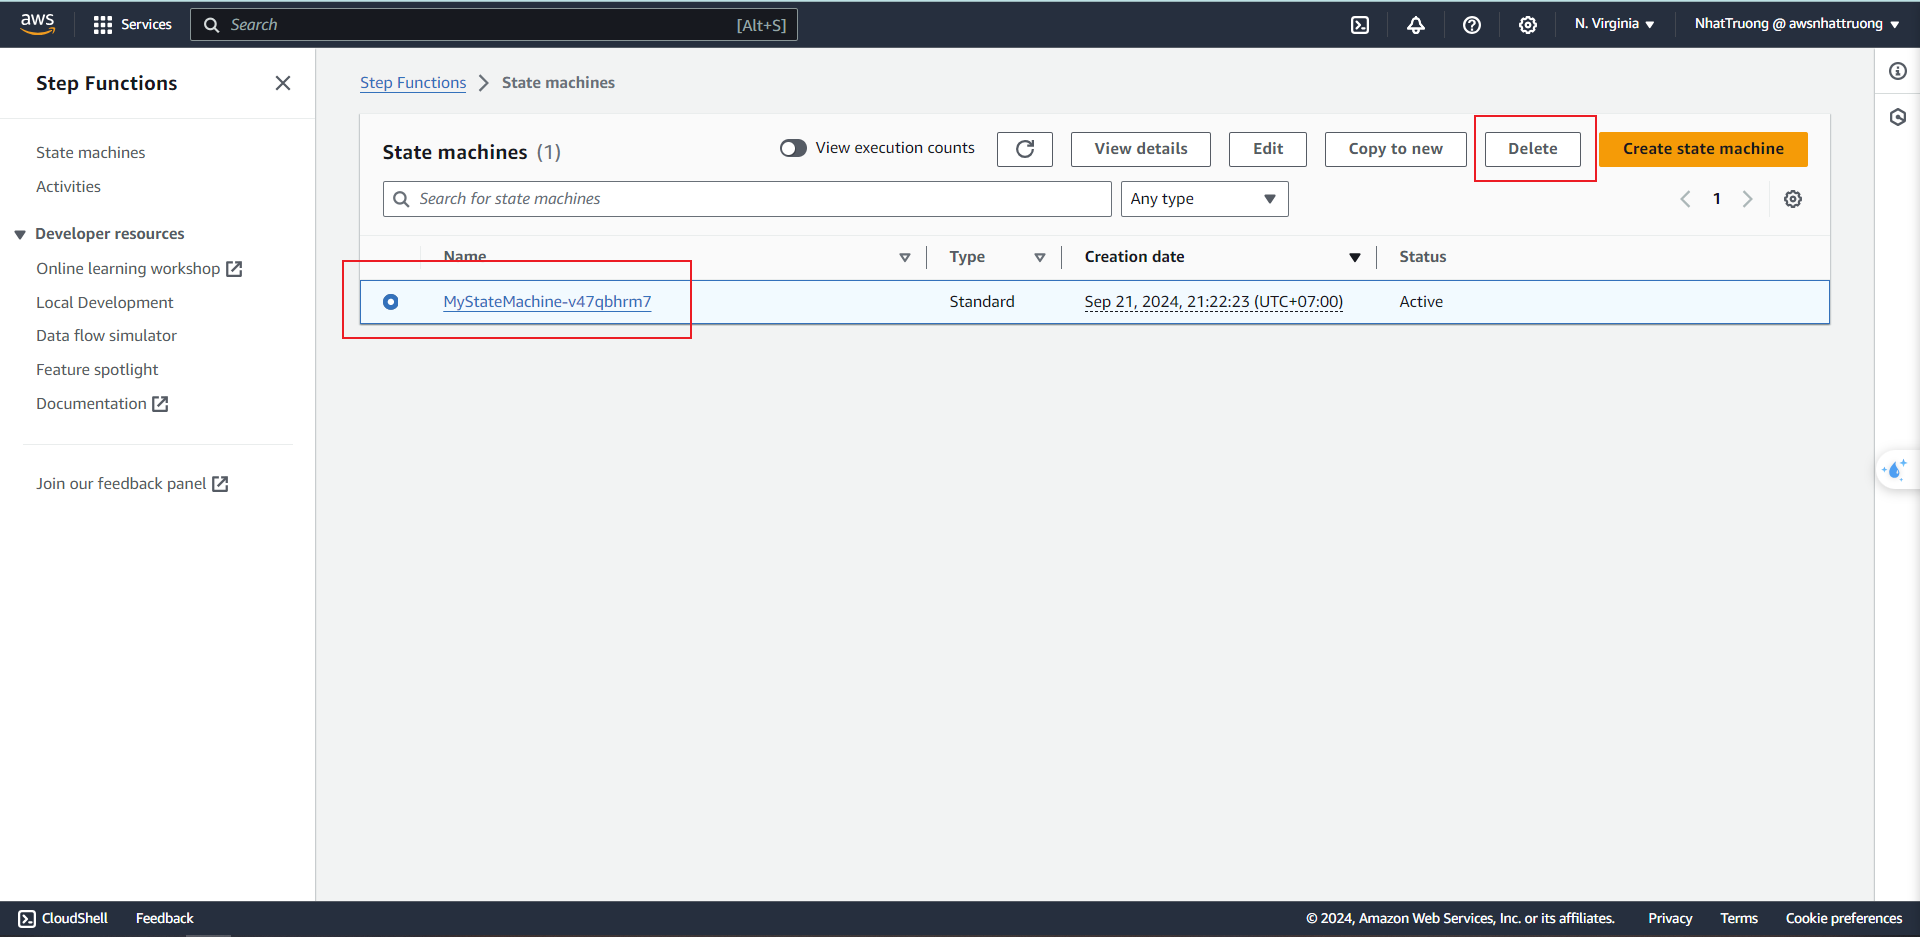 aws
Services
Search
[Alt+S]
N. Virginia
NhatTruong @ awsnhattruong
Step Functions
State machines
Activities
Developer resources
Online learning workshop
Local Development
Data flow simulator
Feature spotlight
Documentation
Join our feedback panel
Step Functions
State machines
State machines (1)
View execution counts
View details
Edit
Copy to new
Delete
Create state machine
Search for state machines
Any type
1
Name
Type
Creation date
Status
MyStateMachine-v47qbhrm7
Standard
Sep 21, 2024, 21:22:23 (UTC+07:00)
Active
CloudShell
Feedback
© 2024, Amazon Web Services, Inc. or its affiliates.
Privacy
Terms
Cookie preferences